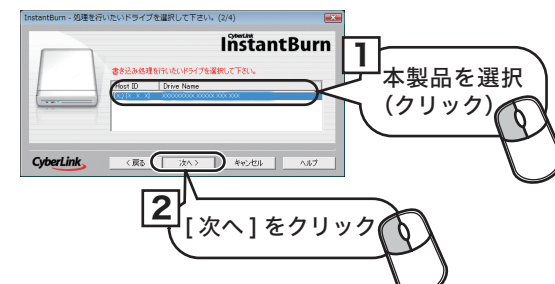 InstantBurn - 処理を行いたいドライブを選択して下さい。(2/4)
CyberLink
InstantBurn
書き込み処理を行いたいドライブを選択して下さい。
Host ID Drive Name
(X:)[X. X. X] XXXXXXXXX XXXXX XXX XXX
CyberLink
< 戻る
次へ >
キャンセル
ヘルプ
1
本製品を選択
（クリック）
2
[ 次へ ] をクリック